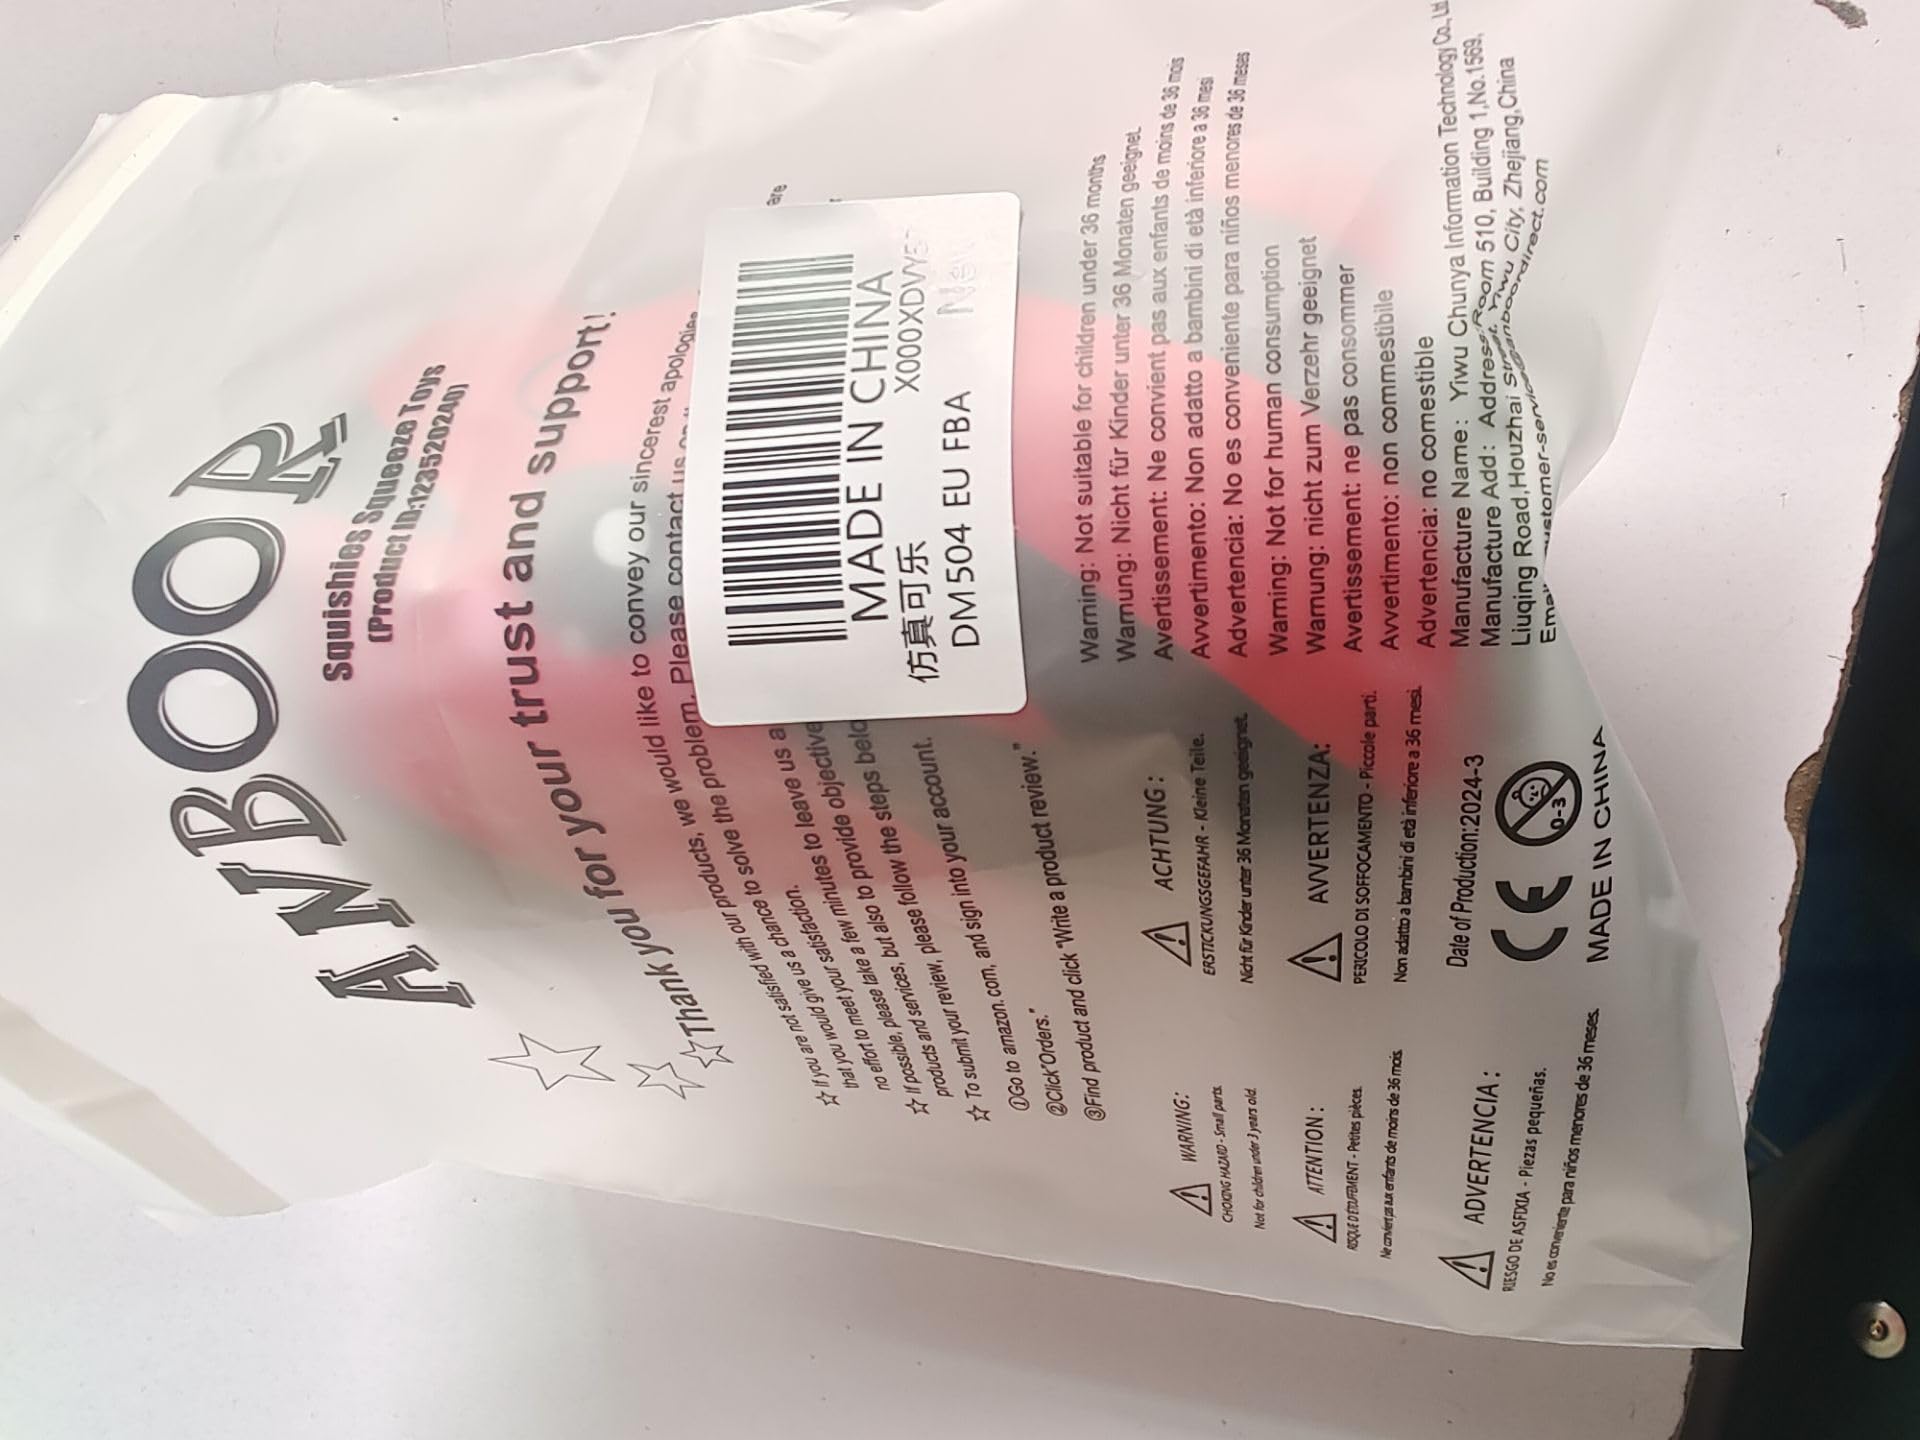 ANBOOR
Squishies Squeeze Toys
(Product ID:123520240)
☆Thank you for your trust and support!
☆ If you are not satisfied with our products, we would like to convey our sincerest apologies
that you would give us a chance to solve the problem. Please contact us
are
that you meet your satisfaction.
no effort to meet a few minutes to leave us a
☆ If possible, please take a few minutes to provide objective
products and services, but also to provide
☆ To submit your review, please follow the steps
①Go to amazon.com, and sign into your account.
②Click"Orders."
③Find product and click "Write a product review."
MADE IN CHINA
仿真可乐 X000XDVY
DM504 EU FBA New
WARNING:
CHOKING HAZARD - Small parts.
Not for children under 3 years old.
ACHTUNG:
ERSTICKUNGSGEFAHR - Kleine Teile.
Nicht für Kinder unter 36 Monaten geeignet.
ATTENTION:
RISQUE D'ÉTOUFFEMENT - Petites pièces.
Ne convient pas aux enfants de moins de 36 mois.
AVVERTENZA:
PERICOLO DI SOFFOCAMENTO - Piccole parti.
Non adatto a bambini di età inferiore a 36 mesi.
ADVERTENCIA:
RIESGO DE ASFIXIA - Piezas pequeñas.
No es conveniente para niños menores de 36 meses.
Date of Production:2024-3
CE
0-3
MADE IN CHINA
Warning: Not suitable for children under 36 months
Warnung: Nicht für Kinder unter 36 Monaten geeignet.
Avertissement: Ne convient pas aux enfants de moins de 36 mois
Avvertimento: Non adatto a bambini di età inferiore a 36 mesi
Advertencia: No es conveniente para niños menores de 36 meses
Warning: Not for human consumption
Warnung: nicht zum Verzehr geeignet
Avertissement: ne pas consommer
Avvertimento: non commestibile
Advertencia: no comestible
Manufacture Name: Yiwu Chunya Information Technology Co., Ltd
Manufacture Add: Address: Room 510, Building 1,No.1569,
Liuqing Road,Houzhai Street, Yiwu City, Zhejiang,China